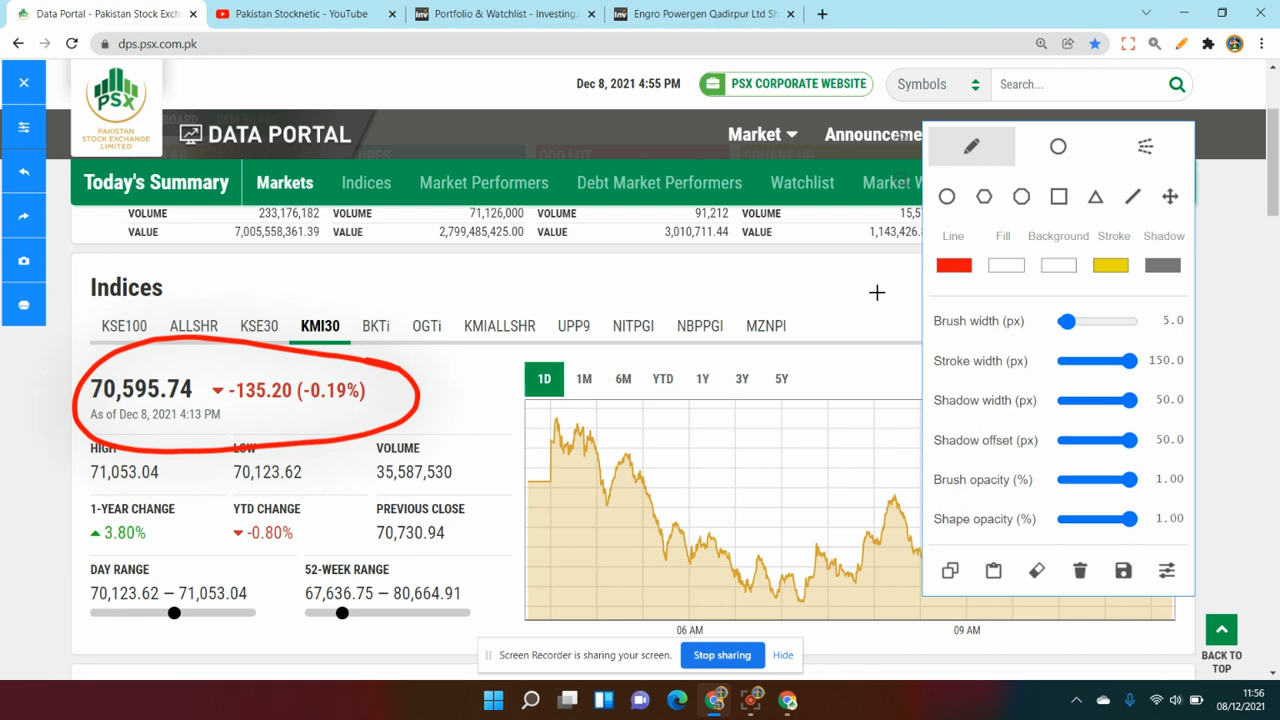 Data Portal - Pakistan Stock Exch
Pakistan Stocknetic - YouTube
Portfolio & Watchlist - Investing.
Engro Powergen Qadirpur Ltd Sh
dps.psx.com.pk
PSX
PAKISTAN
STOCK EXCHANGE
LIMITED
Dec 8, 2021 4:55 PM
PSX CORPORATE WEBSITE
Symbols
Search...
DATA PORTAL
Market
Announceme
Today's Summary
Markets
Indices
Market Performers
Debt Market Performers
Watchlist
Market W
VOLUME 233,176,182 VOLUME 71,126,000 VOLUME 91,212 VOLUME 15,5
VALUE 7,005,558,361.39 VALUE 2,799,485,425.00 VALUE 3,010,711.44 VALUE 1,143,426.
Indices
KSE100 ALLSHR KSE30 KMI30 BKTi OGTi KMIALLSHR UPP9 NITPGI NBPPGI MZNPI
70,595.74 -135.20 (-0.19%)
As of Dec 8, 2021 4:13 PM
HIGH LOW VOLUME
71,053.04 70,123.62 35,587,530
1-YEAR CHANGE YTD CHANGE PREVIOUS CLOSE
3.80% -0.80% 70,730.94
DAY RANGE 52-WEEK RANGE
70,123.62 — 71,053.04 67,636.75 — 80,664.91
1D 1M 6M YTD 1Y 3Y 5Y
06 AM 09 AM
Line Fill Background Stroke Shadow
Brush width (px) 5.0
Stroke width (px) 150.0
Shadow width (px) 50.0
Shadow offset (px) 50.0
Brush opacity (%) 1.00
Shape opacity (%) 1.00
BACK TO
TOP
Screen Recorder is sharing your screen.
Stop sharing
Hide
11:56
08/12/2021